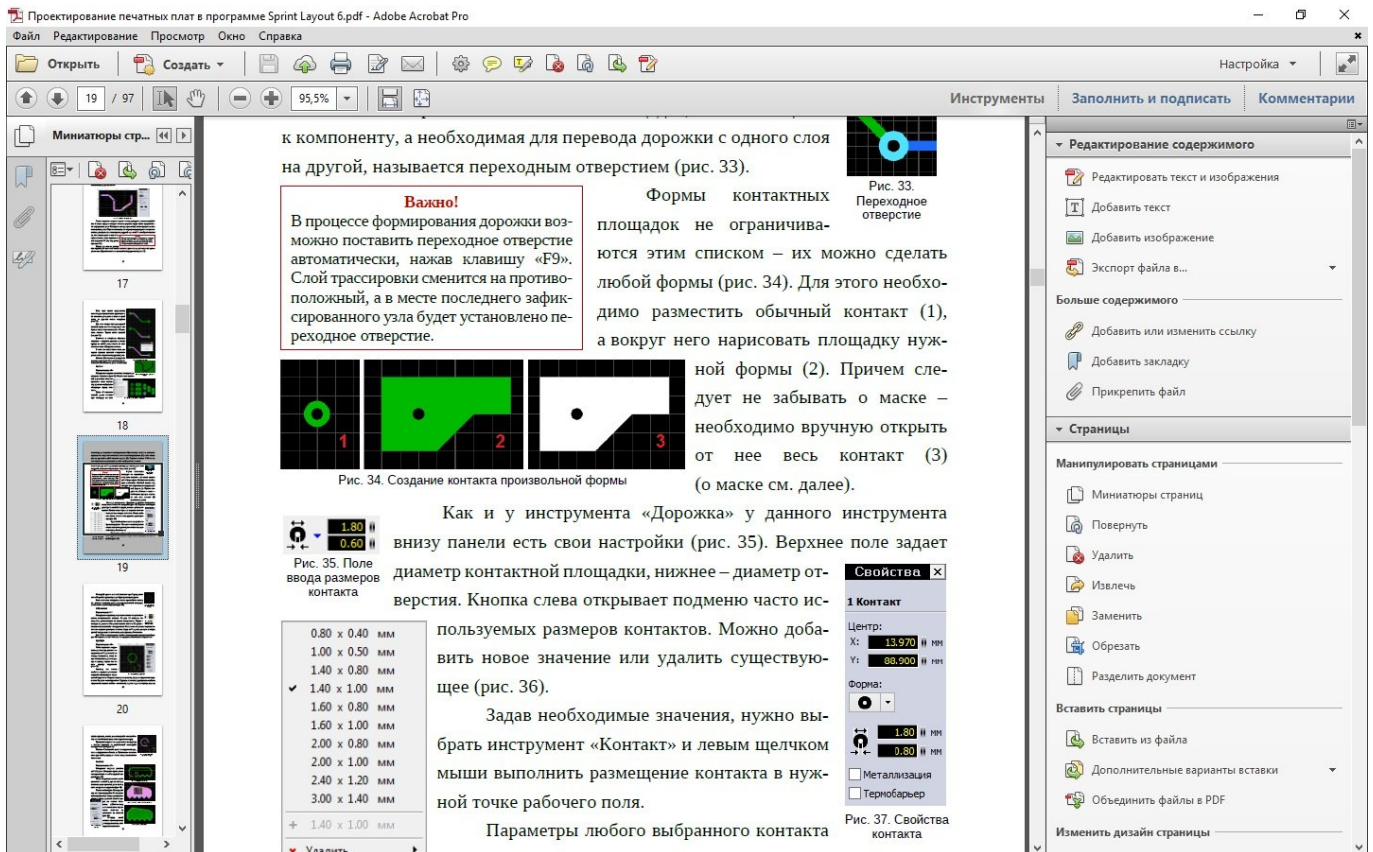 Проектирование печатных плат в программе Sprint Layout 6.pdf - Adobe Acrobat Pro
Файл Редактирование Просмотр Окно Справка
Открыть Создать Настройка
19 / 97 95,5% Инструменты Заполнить и подписать Комментарии
Миниатюры стр...
17
18
19
20
к компоненту, а необходимая для перевода дорожки с одного слоя
на другой, называется переходным отверстием (рис. 33).
Рис. 33.
Переходное
отверстие
Важно!
В процессе формирования дорожки воз-
можно поставить переходное отверстие
автоматически, нажав клавишу «F9».
Слой трассировки сменится на противо-
положный, а в месте последнего зафик-
сированного узла будет установлено пе-
реходное отверстие.
Формы контактных
площадок не ограничива-
ются этим списком – их можно сделать
любой формы (рис. 34). Для этого необхо-
димо разместить обычный контакт (1),
а вокруг него нарисовать площадку нуж-
ной формы (2). Причем сле-
дует не забывать о маске –
необходимо вручную открыть
от нее весь контакт (3)
(о маске см. далее).
1 2 3
Рис. 34. Создание контакта произвольной формы
Как и у инструмента «Дорожка» у данного инструмента
внизу панели есть свои настройки (рис. 35). Верхнее поле задает
диаметр контактной площадки, нижнее – диаметр от-
верстия. Кнопка слева открывает подменю часто ис-
пользуемых размеров контактов. Можно доба-
вить новое значение или удалить существую-
щее (рис. 36).
1.80
0.60
Рис. 35. Поле
ввода размеров
контакта
0.80 x 0.40 мм
1.00 x 0.50 мм
1.40 x 0.80 мм
1.40 x 1.00 мм
1.60 x 0.80 мм
1.60 x 1.00 мм
2.00 x 0.80 мм
2.00 x 1.00 мм
2.40 x 1.20 мм
3.00 x 1.40 мм
+ 1.40 x 1.00 мм
Удалить
Задав необходимые значения, нужно вы-
брать инструмент «Контакт» и левым щелчком
мыши выполнить размещение контакта в нуж-
ной точке рабочего поля.
Параметры любого выбранного контакта
Свойства
1 Контакт
Центр:
X: 13.970 мм
Y: 88.900 мм
Форма:
1.80 мм
0.80 мм
Металлизация
Термобарьер
Рис. 37. Свойства
контакта
Редактирование содержимого
Редактировать текст и изображения
Добавить текст
Добавить изображение
Экспорт файла в...
Больше содержимого
Добавить или изменить ссылку
Добавить закладку
Прикрепить файл
Страницы
Манипулировать страницами
Миниатюры страниц
Повернуть
Удалить
Извлечь
Заменить
Обрезать
Разделить документ
Вставить страницы
Вставить из файла
Дополнительные варианты вставки
Объединить файлы в PDF
Изменить дизайн страницы